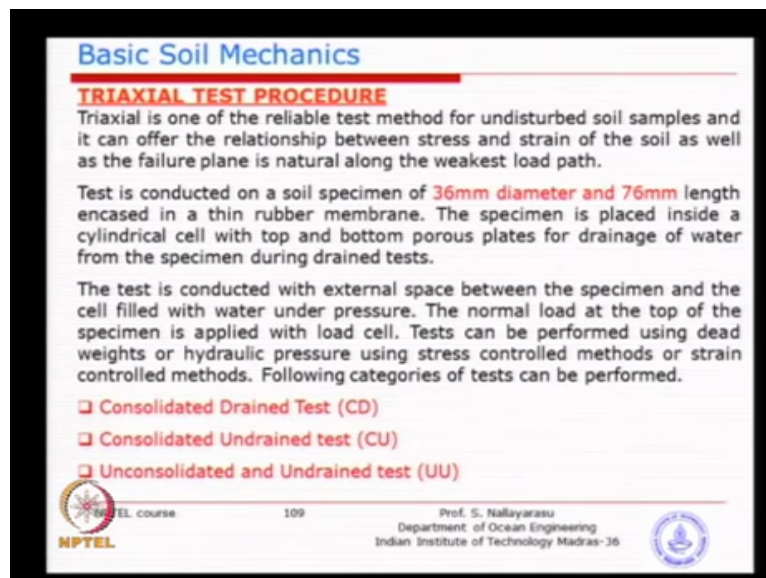 Basic Soil Mechanics
TRIAXIAL TEST PROCEDURE
Triaxial is one of the reliable test method for undisturbed soil samples and
it can offer the relationship between stress and strain of the soil as well
as the failure plane is natural along the weakest load path.
Test is conducted on a soil specimen of 36mm diameter and 76mm length
encased in a thin rubber membrane. The specimen is placed inside a
cylindrical cell with top and bottom porous plates for drainage of water
from the specimen during drained tests.
The test is conducted with external space between the specimen and the
cell filled with water under pressure. The normal load at the top of the
specimen is applied with load cell. Tests can be performed using dead
weights or hydraulic pressure using stress controlled methods or strain
controlled methods. Following categories of tests can be performed.
❑ Consolidated Drained Test (CD)
❑ Consolidated Undrained test (CU)
❑ Unconsolidated and Undrained test (UU)
course 109 Prof. S. Nallayarasu
Department of Ocean Engineering
Indian Institute of Technology Madras-36
NPTEL